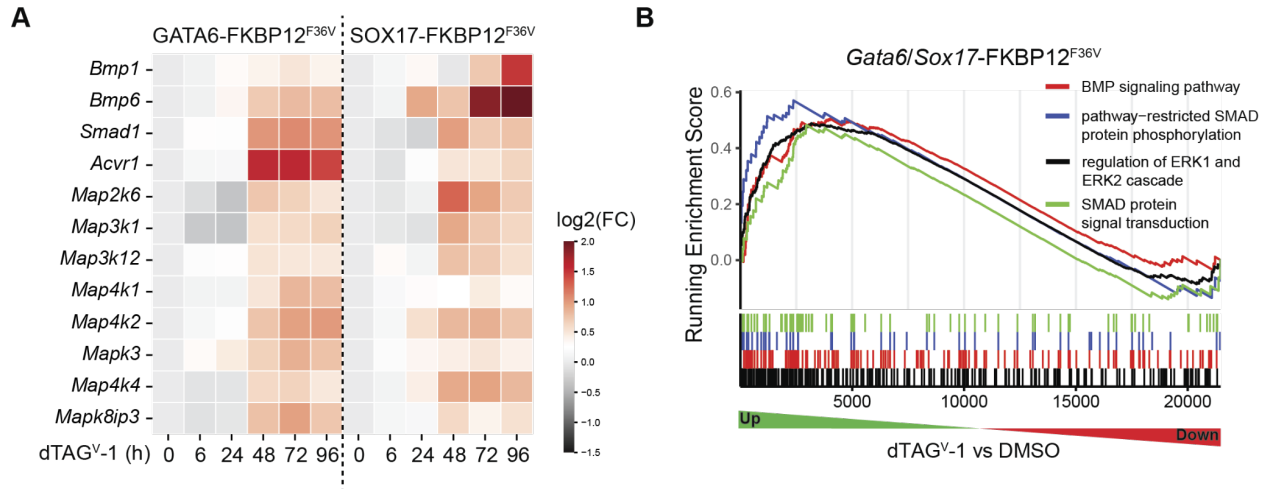 A
GATA6-FKBP12F36V SOX17-FKBP12F36V
Bmp1
Bmp6
Smad1
Acvr1
Map2k6
Map3k1
Map3k12
Map4k1
Map4k2
Mapk3
Map4k4
Mapk8ip3
dTAGV-1 (h) 0 6 24 48 72 96 0 6 24 48 72 96
log2(FC)
2.0
1.5
1.0
0.5
0.0
−0.5
−1.0
−1.5
B
Gata6/Sox17-FKBP12F36V
BMP signaling pathway
pathway−restricted SMAD
protein phosphorylation
regulation of ERK1 and
ERK2 cascade
SMAD protein
signal transduction
Running Enrichment Score
0.6
0.4
0.2
0.0
5000 10000 15000 20000
Up
Down
dTAGV-1 vs DMSO